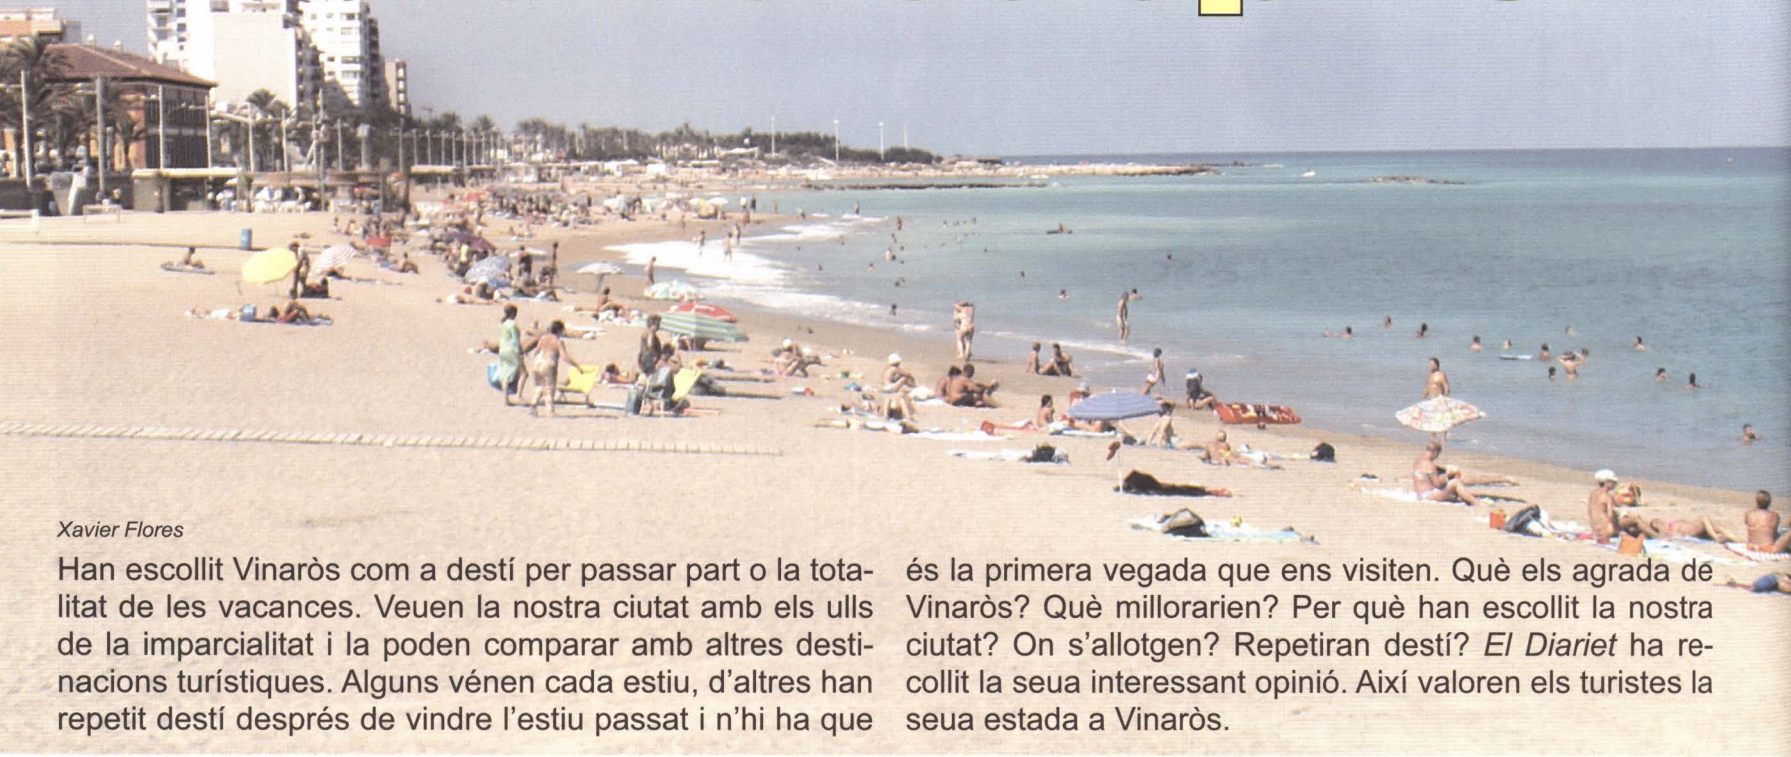 Xavier Flores
Han escollit Vinaròs com a destí per passar part o la tota-
litat de les vacances. Veuen la nostra ciutat amb els ulls
de la imparcialitat i la poden comparar amb altres desti-
nacions turístiques. Alguns vénen cada estiu, d'altres han
repetit destí després de vindre l'estiu passat i n'hi ha que
és la primera vegada que ens visiten. Què els agrada de
Vinaròs? Què millorarien? Per què han escollit la nostra
ciutat? On s'allotgen? Repetiran destí? El Diariet ha re-
collit la seua interessant opinió. Així valoren els turistes la
seua estada a Vinaròs.